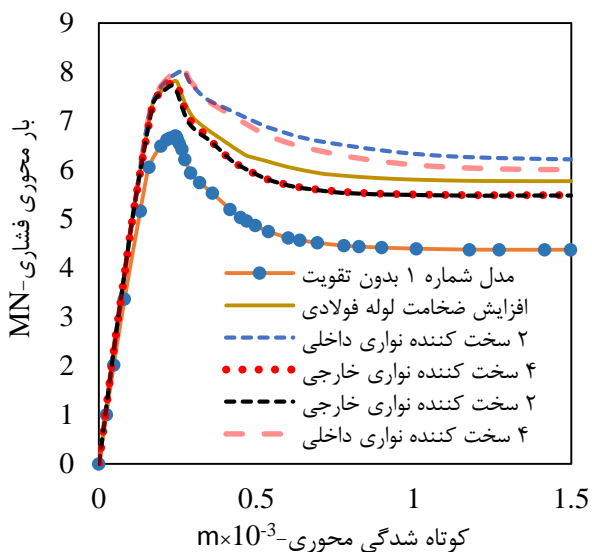 بار محوری فشاری-MN
9
8
7
6
5
4
3
2
1
0
مدل شماره ۱ بدون تقویت
افزایش ضخامت لوله فولادی
۲ سخت کننده نواری داخلی
۴ سخت کننده نواری خارجی
۲ سخت کننده نواری خارجی
۴ سخت کننده نواری داخلی
0 0.5 1 1.5
کوتاه شدگی محوری-m×10⁻³